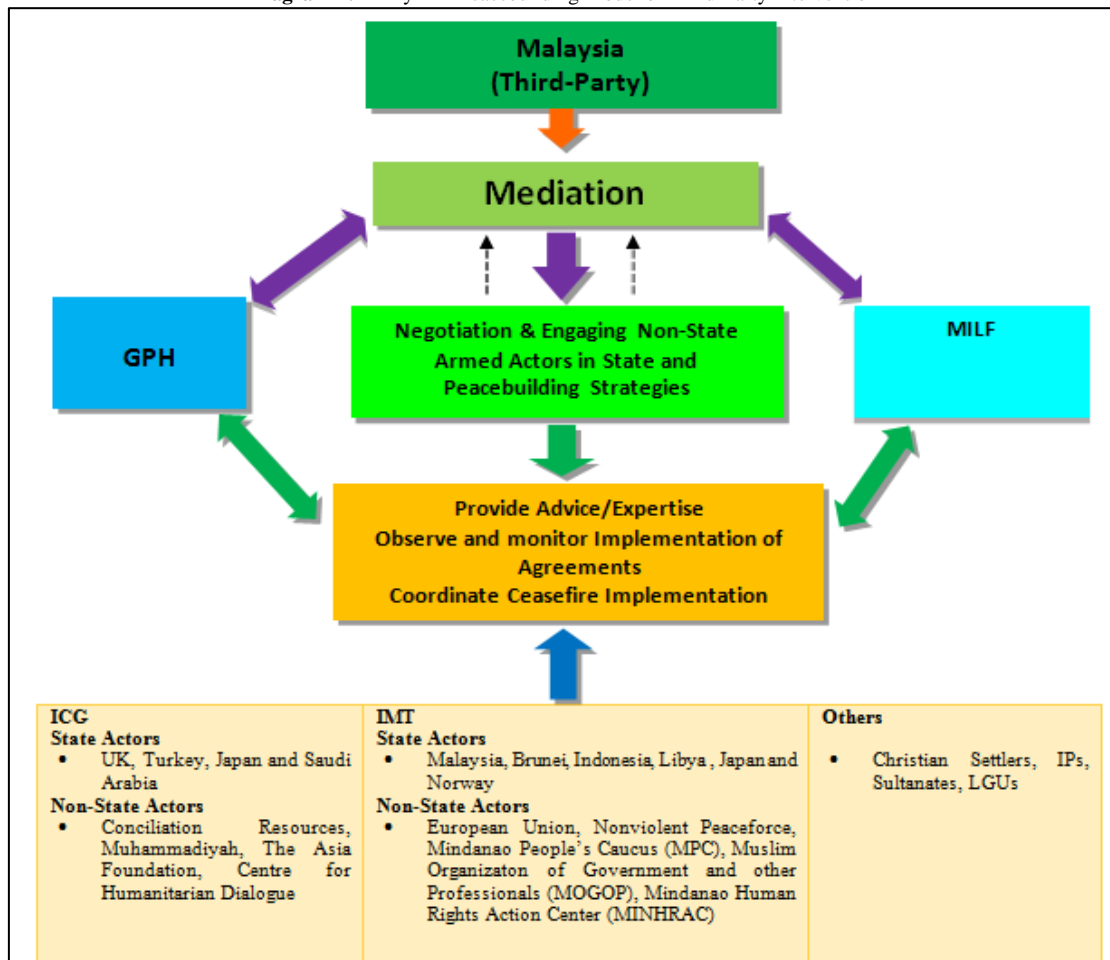 Malaysia
(Third-Party)
Mediation
GPH
Negotiation & Engaging Non-State
Armed Actors in State and
Peacebuilding Strategies
MILF
Provide Advice/Expertise
Observe and monitor Implementation of
Agreements
Coordinate Ceasefire Implementation
ICG
State Actors
• UK, Turkey, Japan and Saudi
Arabia
Non-State Actors
• Conciliation Resources,
Muhammadiyah, The Asia
Foundation, Centre for
Humanitarian Dialogue
IMT
State Actors
• Malaysia, Brunei, Indonesia, Libya , Japan and
Norway
Non-State Actors
• European Union, Nonviolent Peaceforce,
Mindanao People's Caucus (MPC), Muslim
Organizaton of Government and other
Professionals (MOGOP), Mindanao Human
Rights Action Center (MINHRAC)
Others
• Christian Settlers, IPs,
Sultanates, LGUs